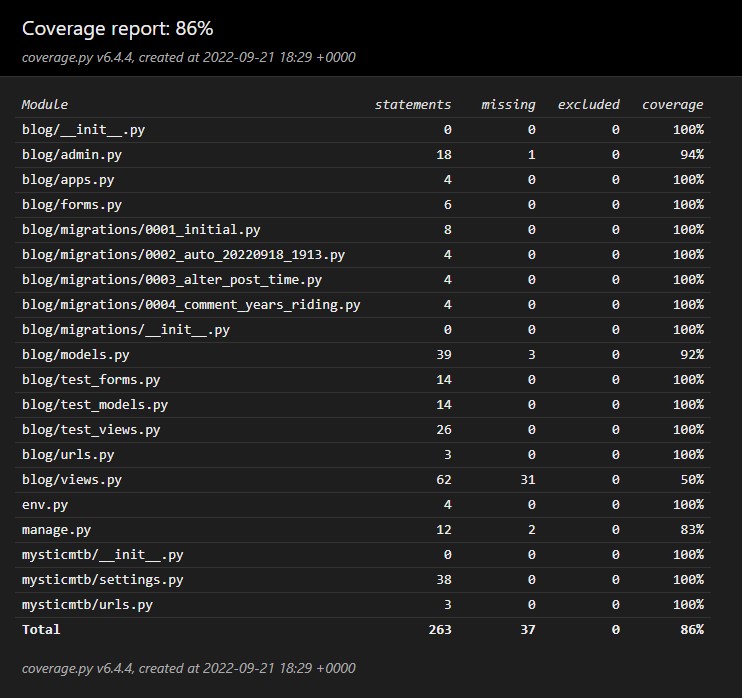 Coverage report: 86%
coverage.py v6.4.4, created at 2022-09-21 18:29 +0000
Module statements missing excluded coverage
blog/__init__.py 0 0 0 100%
blog/admin.py 18 1 0 94%
blog/apps.py 4 0 0 100%
blog/forms.py 6 0 0 100%
blog/migrations/0001_initial.py 8 0 0 100%
blog/migrations/0002_auto_20220918_1913.py 4 0 0 100%
blog/migrations/0003_alter_post_time.py 4 0 0 100%
blog/migrations/0004_comment_years_riding.py 4 0 0 100%
blog/migrations/__init__.py 0 0 0 100%
blog/models.py 39 3 0 92%
blog/test_forms.py 14 0 0 100%
blog/test_models.py 14 0 0 100%
blog/test_views.py 26 0 0 100%
blog/urls.py 3 0 0 100%
blog/views.py 62 31 0 50%
env.py 4 0 0 100%
manage.py 12 2 0 83%
mysticmtb/__init__.py 0 0 0 100%
mysticmtb/settings.py 38 0 0 100%
mysticmtb/urls.py 3 0 0 100%
Total 263 37 0 86%
coverage.py v6.4.4, created at 2022-09-21 18:29 +0000